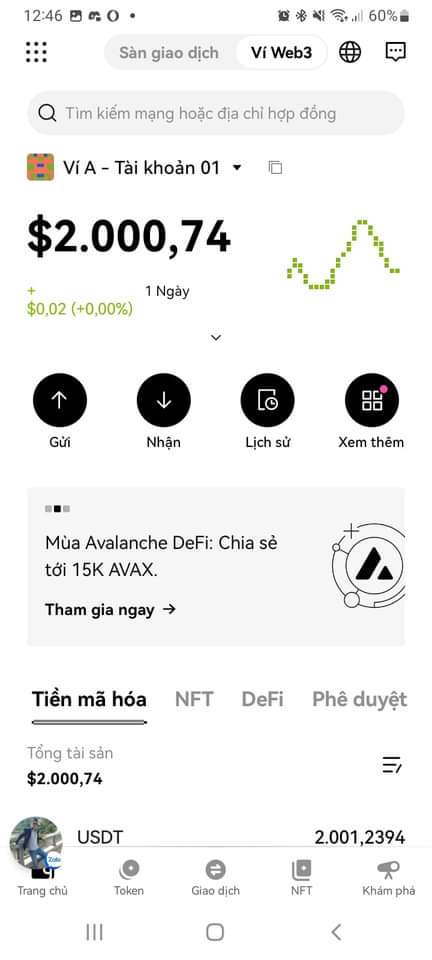 12:46
60%
Sàn giao dịch
Ví Web3
Tìm kiếm mạng hoặc địa chỉ hợp đồng
Ví A - Tài khoản 01
$2.000,74
+
$0,02 (+0,00%)
1 Ngày
Gửi
Nhận
Lịch sử
Xem thêm
Mùa Avalanche DeFi: Chia sẻ
tới 15K AVAX.
Tham gia ngay →
Tiền mã hóa
NFT
DeFi
Phê duyệt
Tổng tài sản
$2.000,74
USDT
2.001,2394
Zalo
Trang chủ
Token
Giao dịch
NFT
Khám phá